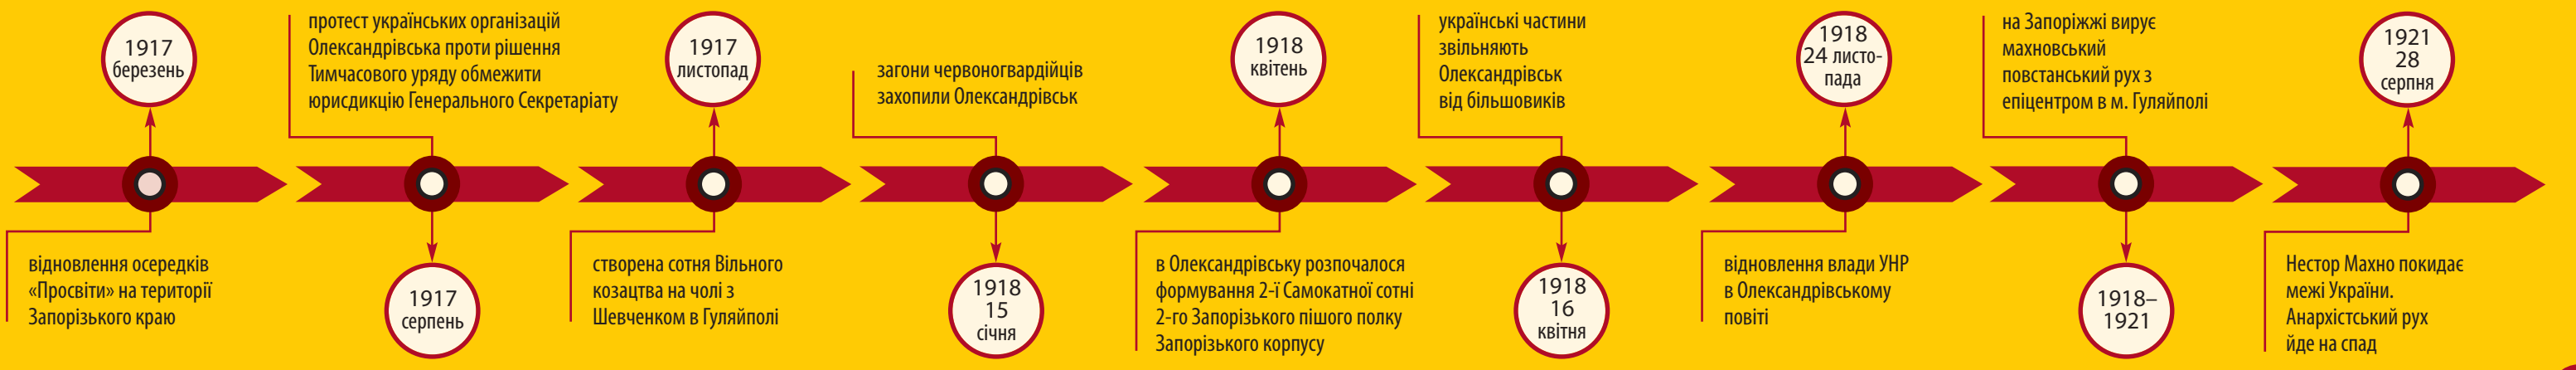 1917
березень
відновлення осередків
«Просвіти» на території
Запорізького краю
протест українських організацій
Олександрівська проти рішення
Тимчасового уряду обмежити
юрисдикцію Генерального Секретаріату
1917
серпень
1917
листопад
створена сотня Вільного
козацтва на чолі з
Шевченком в Гуляйполі
загони червоногвардійців
захопили Олександрівськ
1918
15
січня
1918
квітень
в Олександрівську розпочалося
формування 2-ї Самокатної сотні
2-го Запорізького пішого полку
Запорізького корпусу
українські частини
звільняють
Олександрівськ
від більшовиків
1918
16
квітня
1918
24 листо-
пада
відновлення влади УНР
в Олександрівському
повіті
на Запоріжжі вирує
махновський
повстанський рух з
епіцентром в м. Гуляйполі
1918–
1921
1921
28
серпня
Нестор Махно покидає
межі України.
Анархістський рух
йде на спад